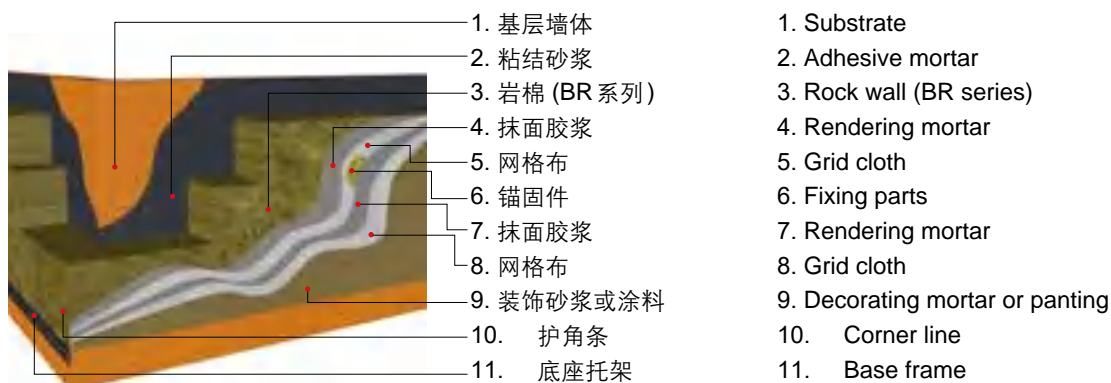 1. 基层墙体
2. 粘结砂浆
3. 岩棉 (BR 系列)
4. 抹面胶浆
5. 网格布
6. 锚固件
7. 抹面胶浆
8. 网格布
9. 装饰砂浆或涂料
10. 护角条
11. 底座托架
1. Substrate
2. Adhesive mortar
3. Rock wall (BR series)
4. Rendering mortar
5. Grid cloth
6. Fixing parts
7. Rendering mortar
8. Grid cloth
9. Decorating mortar or panting
10. Corner line
11. Base frame